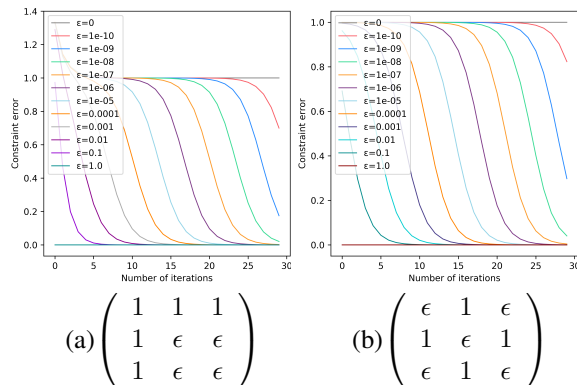 1.4
1.2
1.0
0.8
0.6
0.4
0.2
0.0
Constraint error
ε=0
ε=1e-10
ε=1e-09
ε=1e-08
ε=1e-07
ε=1e-06
ε=1e-05
ε=0.0001
ε=0.001
ε=0.01
ε=0.1
ε=1.0
0 5 10 15 20 25 30
Number of iterations
1.0
0.8
0.6
0.4
0.2
0.0
Constraint error
ε=0
ε=1e-10
ε=1e-09
ε=1e-08
ε=1e-07
ε=1e-06
ε=1e-05
ε=0.0001
ε=0.001
ε=0.01
ε=0.1
ε=1.0
0 5 10 15 20 25 30
Number of iterations
1 1 1
(a) 1 ϵ ϵ
1 ϵ ϵ
ϵ 1 ϵ
(b) 1 ϵ 1
ϵ 1 ϵ